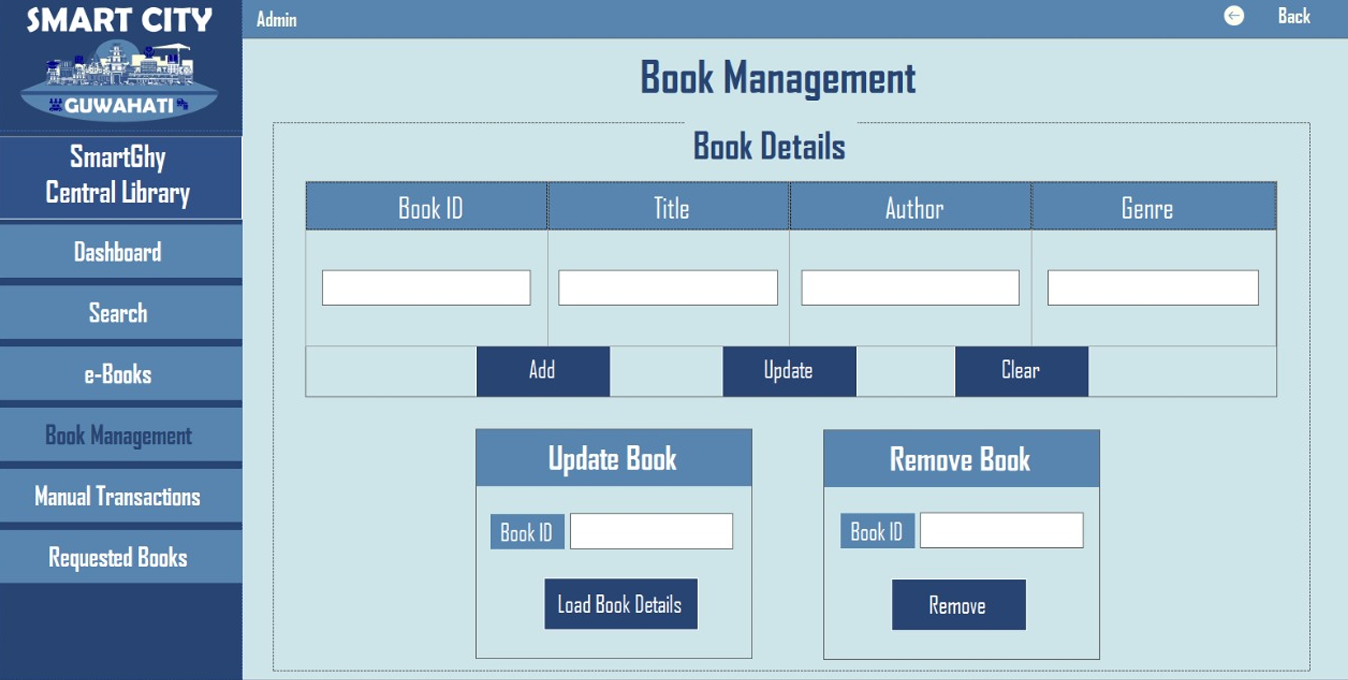 SMART CITY
GUWAHATI
SmartGhy
Central Library
Dashboard
Search
e-Books
Book Management
Manual Transactions
Requested Books
Admin
Back
Book Management
Book Details
Book ID Title Author Genre
Add Update Clear
Update Book
Book ID
Load Book Details
Remove Book
Book ID
Remove